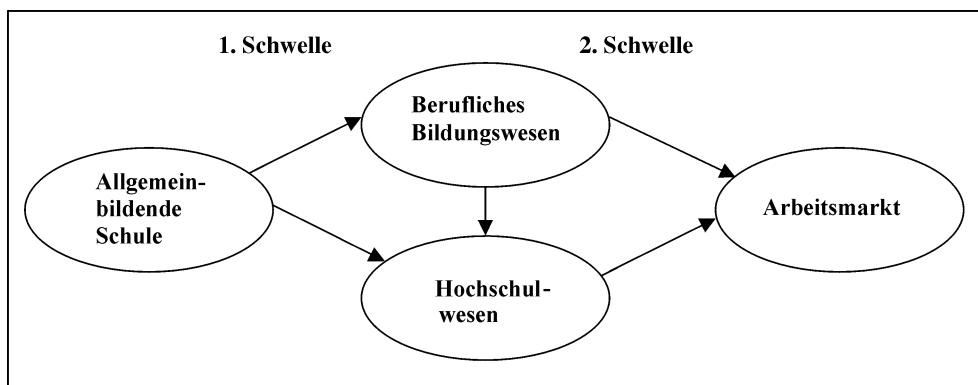 1. Schwelle
2. Schwelle
Berufliches
Bildungswesen
Allgemein-
bildende
Schule
Arbeitsmarkt
Hochschul-
wesen